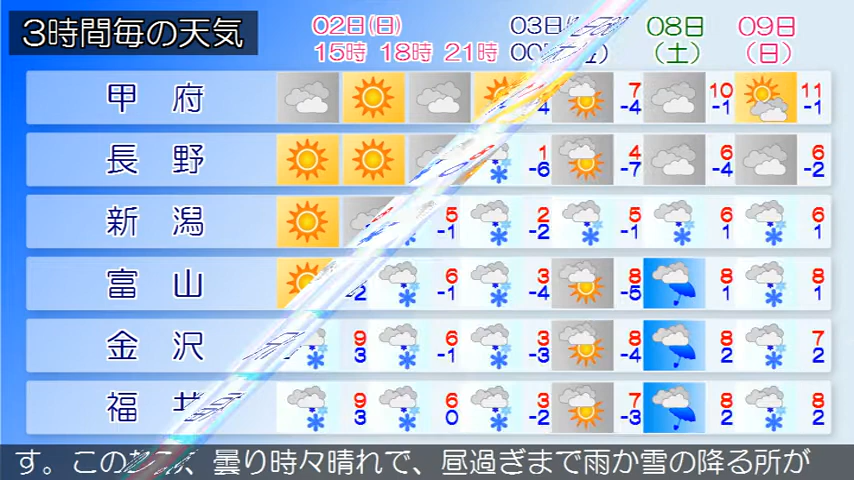 3時間毎の天気
02日(日) 03日 08日 09日
15時 18時 21時 00 (土) (日)
甲府 4 7 -4 10 -1 11 -1
長野 1 -6 4 -7 6 -4 6 -2
新潟 5 -1 2 -2 5 -1 6 1 6 1
富山 -2 6 -1 3 -4 8 -5 8 1 8 1
金沢 9 3 6 -1 3 -3 8 -4 8 2 7 2
福井 9 3 6 0 3 -2 7 -3 8 2 8 2
す。この 、曇り時々晴れで、昼過ぎまで雨か雪の降る所が